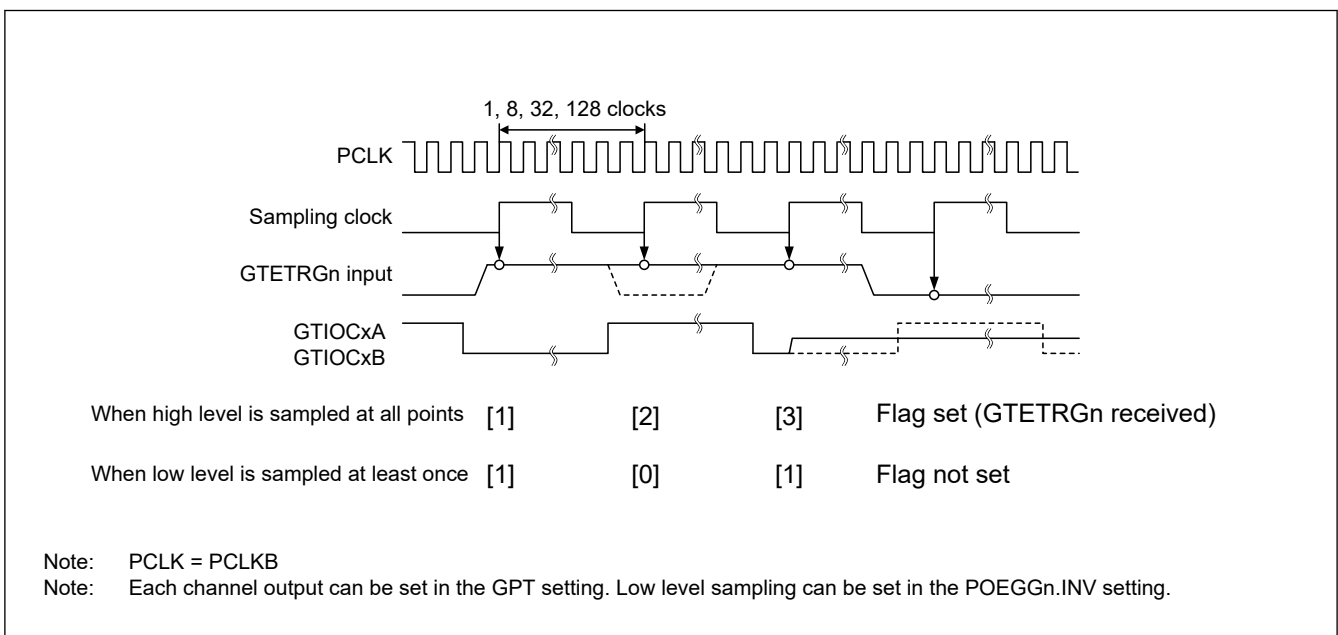 1, 8, 32, 128 clocks
PCLK
Sampling clock
GTETRGn input
GTIOCxA
GTIOCxB
When high level is sampled at all points [1] [2] [3] Flag set (GTETRGn received)
When low level is sampled at least once [1] [0] [1] Flag not set
Note: PCLK = PCLKB
Note: Each channel output can be set in the GPT setting. Low level sampling can be set in the POEGGn.INV setting.